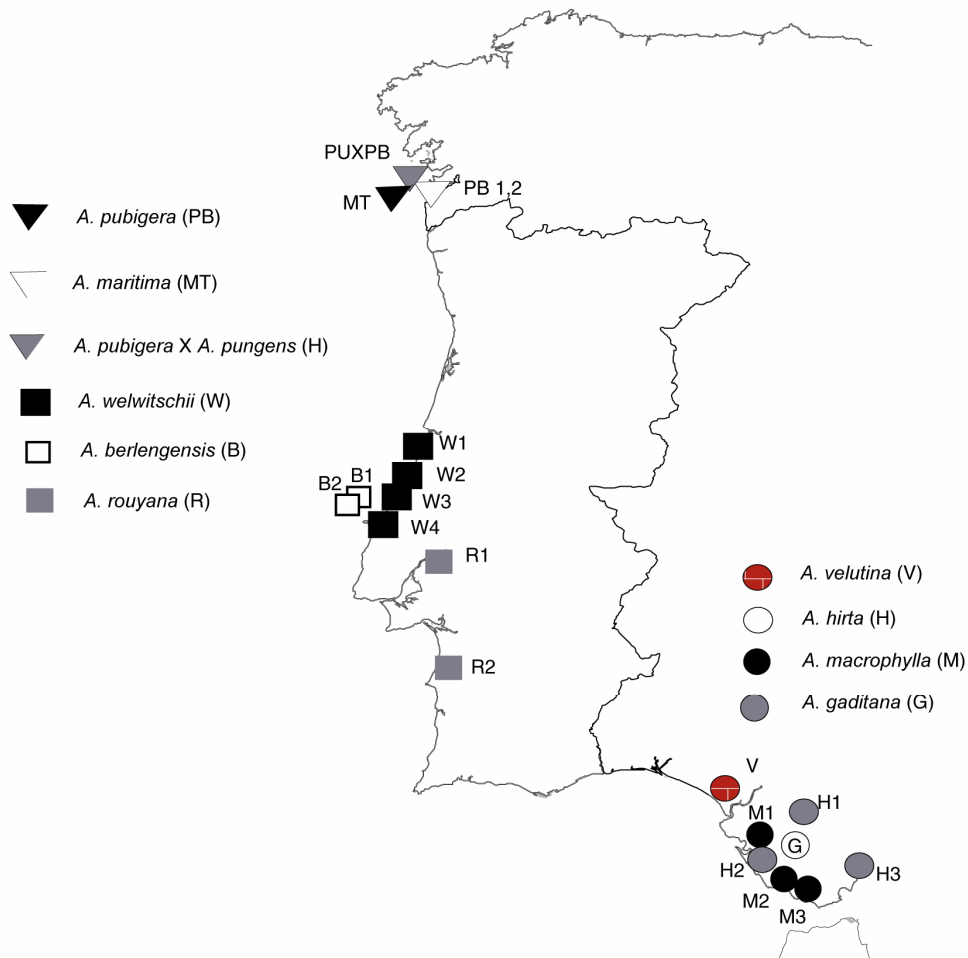 PUXPB
MT
PB 1,2
A. pubigera (PB)
A. maritima (MT)
A. pubigera X A. pungens (H)
A. welwitschii (W)
A. berlengensis (B)
A. rouyana (R)
W1
W2
B1
B2
W3
W4
R1
R2
A. velutina (V)
A. hirta (H)
A. macrophylla (M)
A. gaditana (G)
V
H1
M1
G
H2
H3
M2
M3